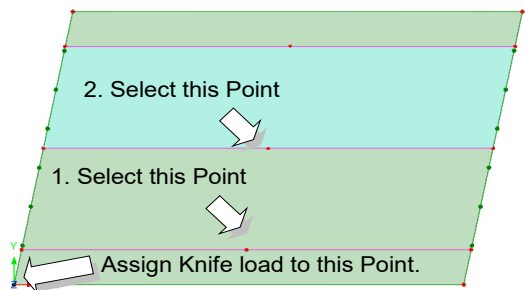 2. Select this Point
1. Select this Point
Y
Assign Knife load to this Point.